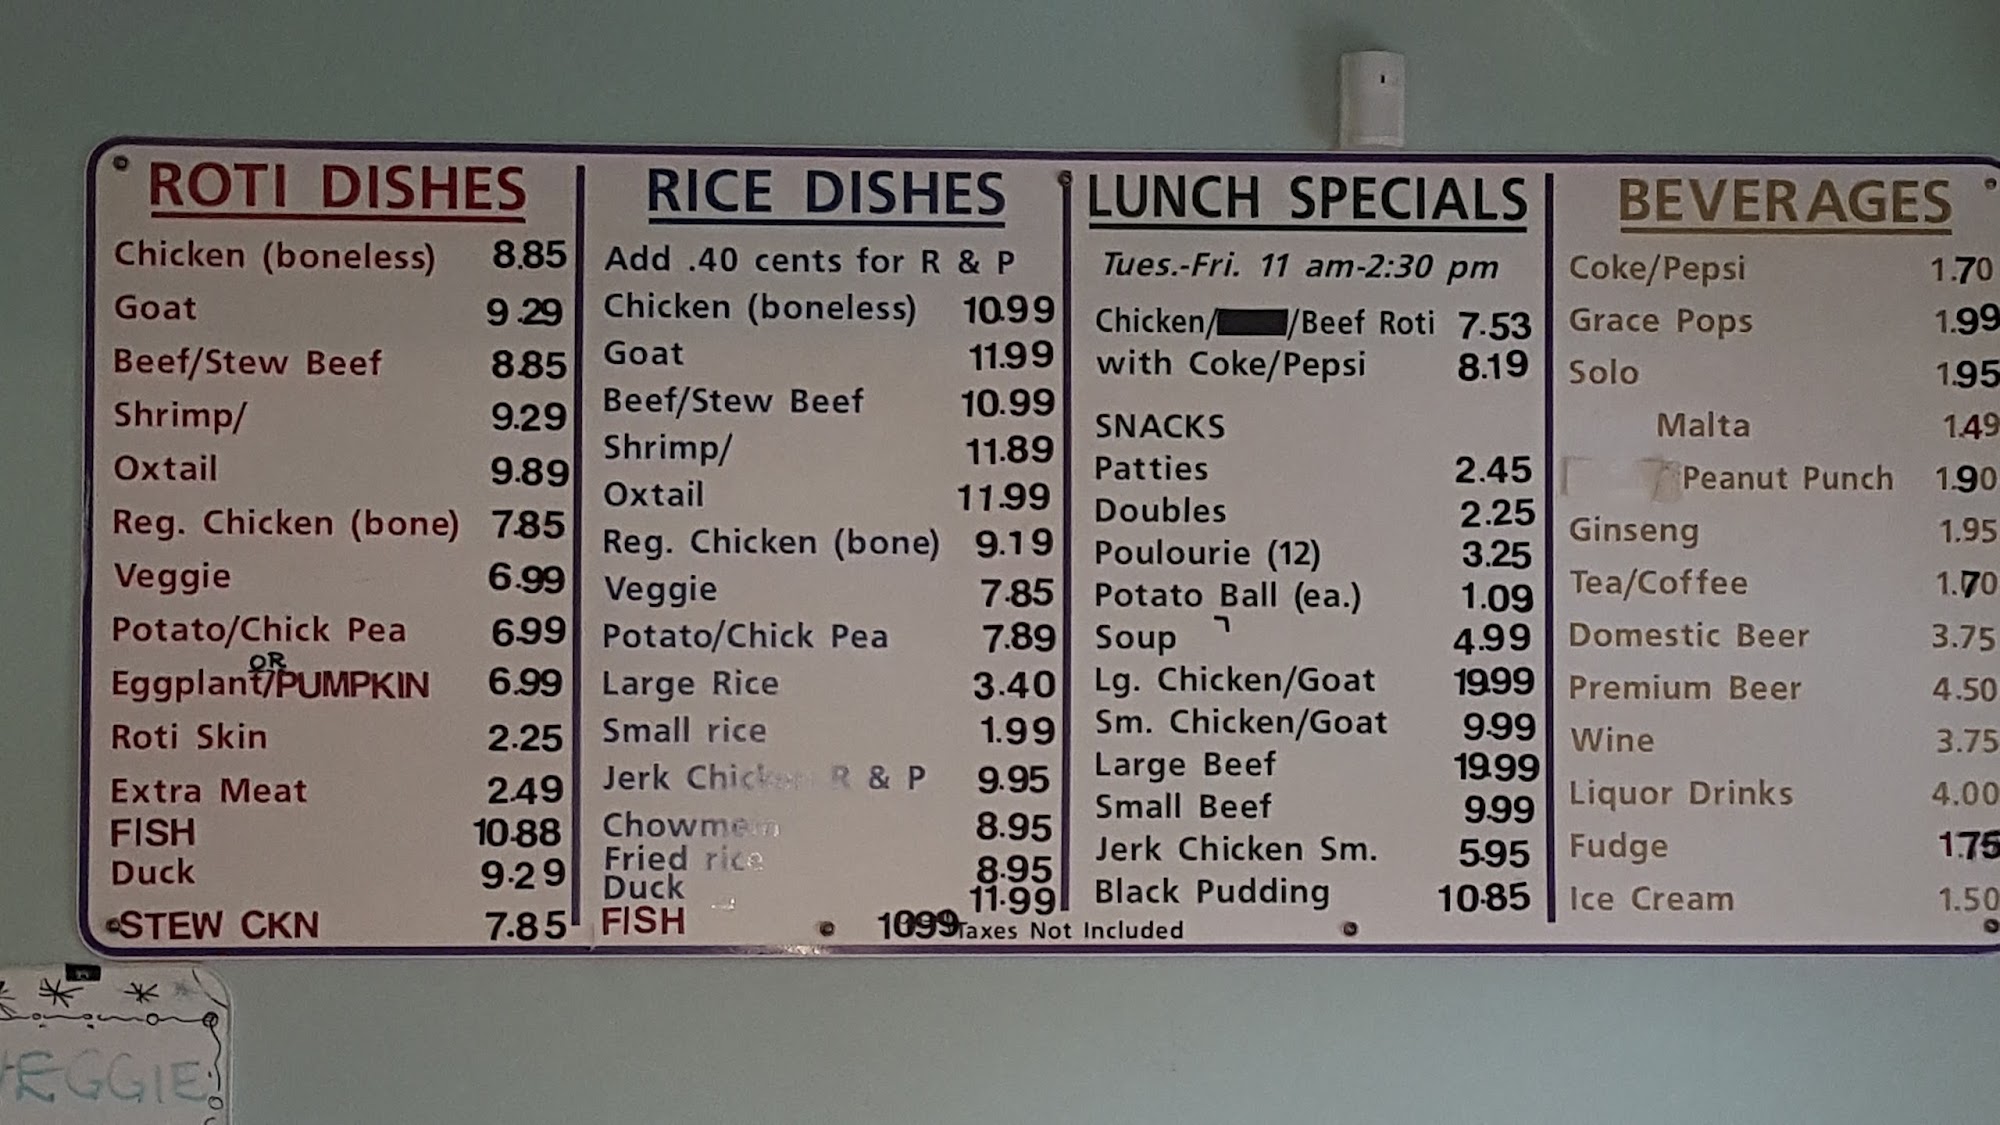 ROTI DISHES
Chicken (boneless) 8.85
Goat 9.29
Beef/Stew Beef 8.85
Shrimp/ 9.29
Oxtail 9.89
Reg. Chicken (bone) 7.85
Veggie 6.99
Potato/Chick Pea 6.99
OR
Eggplant/PUMPKIN 6.99
Roti Skin 2.25
Extra Meat 2.49
FISH 10.88
Duck 9.29
STEW CKN 7.85
RICE DISHES
Add .40 cents for R & P
Chicken (boneless) 10.99
Goat 11.99
Beef/Stew Beef 10.99
Shrimp/ 11.89
Oxtail 11.99
Reg. Chicken (bone) 9.19
Veggie 7.85
Potato/Chick Pea 7.89
Large Rice 3.40
Small rice 1.99
Jerk Chicken R & P 9.95
Chowmein 8.95
Fried rice 8.95
Duck 11.99
FISH 1099
LUNCH SPECIALS
Tues.-Fri. 11 am-2:30 pm
Chicken/ /Beef Roti 7.53
with Coke/Pepsi 8.19
SNACKS
Patties 2.45
Doubles 2.25
Poulourie (12) 3.25
Potato Ball (ea.) 1.09
Soup 4.99
Lg. Chicken/Goat 19.99
Sm. Chicken/Goat 9.99
Large Beef 19.99
Small Beef 9.99
Jerk Chicken Sm. 5.95
Black Pudding 10.85
Taxes Not Included
BEVERAGES
Coke/Pepsi 1.70
Grace Pops 1.99
Solo 1.95
Malta 1.49
Peanut Punch 1.90
Ginseng 1.95
Tea/Coffee 1.70
Domestic Beer 3.75
Premium Beer 4.50
Wine 3.75
Liquor Drinks 4.00
Fudge 1.75
Ice Cream 1.50
VEGGIE